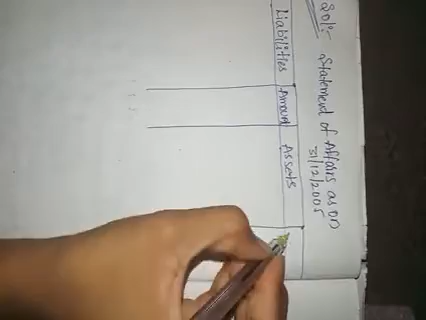 Sol:- Statement of Affairs as on
31/12/2005
Liabilities Amount Assets